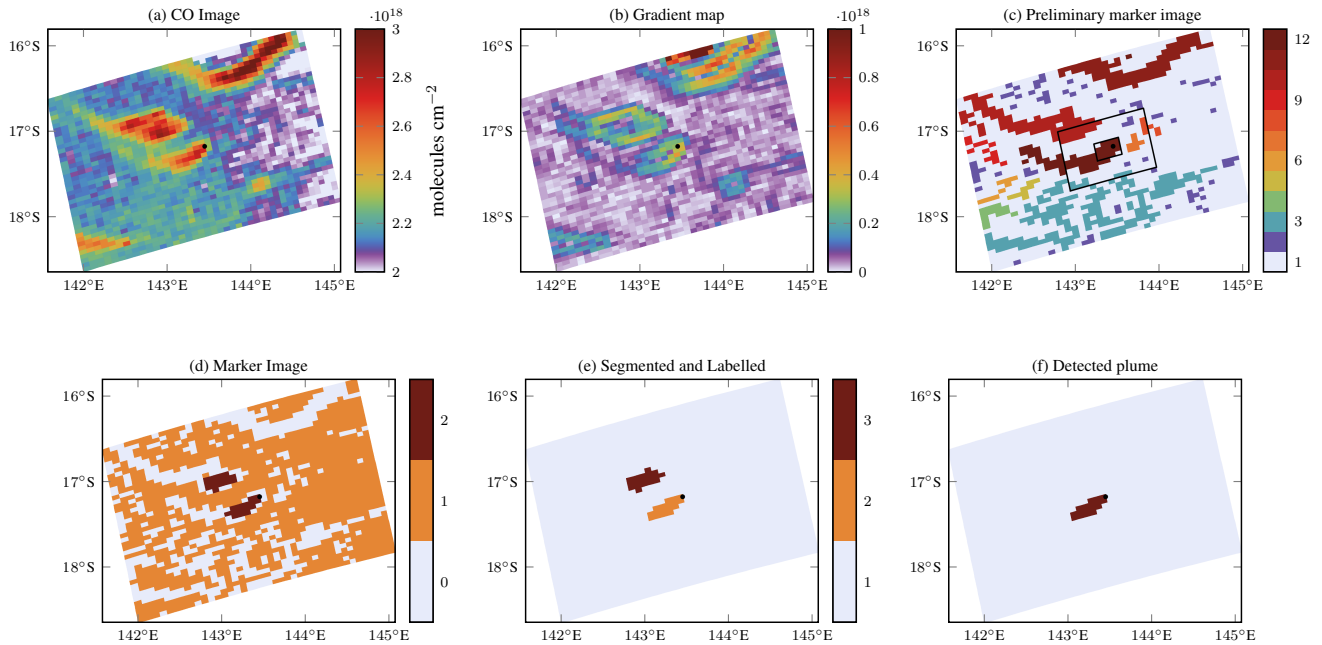 (a) CO Image
(b) Gradient map
(c) Preliminary marker image
·10^18
·10^18
16°S
17°S
18°S
142°E 143°E 144°E 145°E
3
2.8
2.6
2.4
2.2
2
molecules cm−2
16°S
17°S
18°S
142°E 143°E 144°E 145°E
1
0.8
0.6
0.4
0.2
0
16°S
17°S
18°S
142°E 143°E 144°E 145°E
12
9
6
3
1
(d) Marker Image
(e) Segmented and Labelled
(f) Detected plume
16°S
17°S
18°S
142°E 143°E 144°E 145°E
2
1
0
16°S
17°S
18°S
142°E 143°E 144°E 145°E
3
2
1
16°S
17°S
18°S
142°E 143°E 144°E 145°E